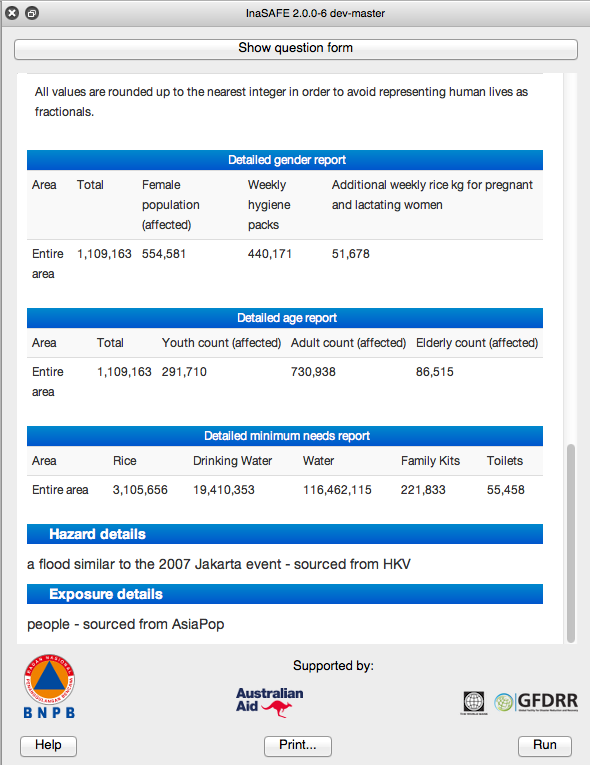 InaSAFE 2.0.0-6 dev-master
Show question form
All values are rounded up to the nearest integer in order to avoid representing human lives as
fractionals.
Detailed gender report
Area Total Female population (affected) Weekly hygiene packs Additional weekly rice kg for pregnant and lactating women
Entire area 1,109,163 554,581 440,171 51,678
Detailed age report
Area Total Youth count (affected) Adult count (affected) Elderly count (affected)
Entire area 1,109,163 291,710 730,938 86,515
Detailed minimum needs report
Area Rice Drinking Water Water Family Kits Toilets
Entire area 3,105,656 19,410,353 116,462,115 221,833 55,458
Hazard details
a flood similar to the 2007 Jakarta event - sourced from HKV
Exposure details
people - sourced from AsiaPop
Supported by:
BADAN NASIONAL
PENANGGULANGAN BENCANA
BNPB
Australian
Aid
THE WORLD BANK
GFDRR
Help Print... Run